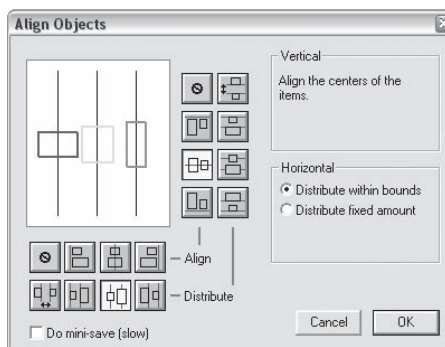 Align Objects
Vertical
Align the centers of the
items.
Horizontal
Distribute within bounds
Distribute fixed amount
Align
Distribute
Do mini-save (slow)
Cancel
OK